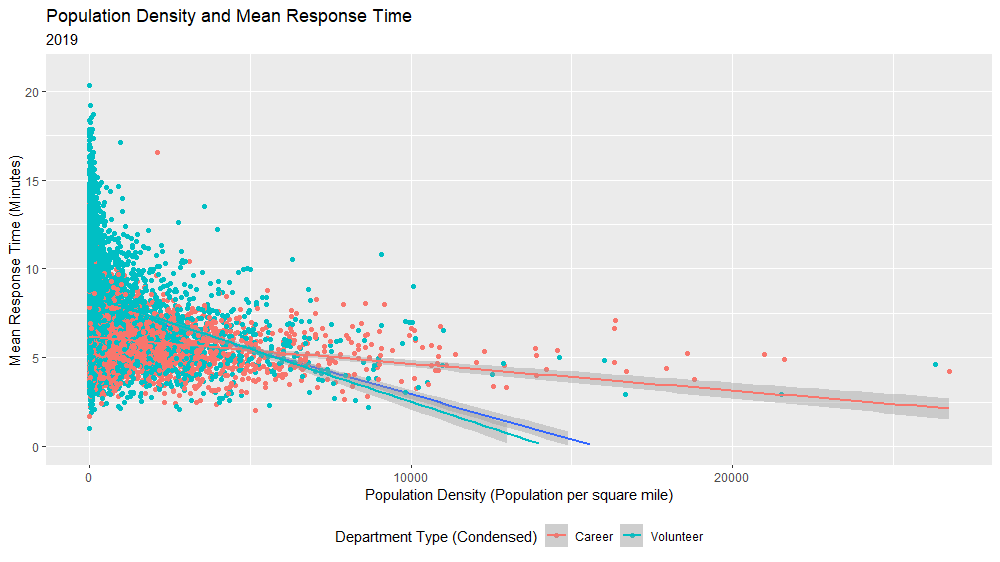 Population Density and Mean Response Time
2019
Mean Response Time (Minutes)
20
15
10
5
0
0 10000 20000
Population Density (Population per square mile)
Department Type (Condensed) Career Volunteer